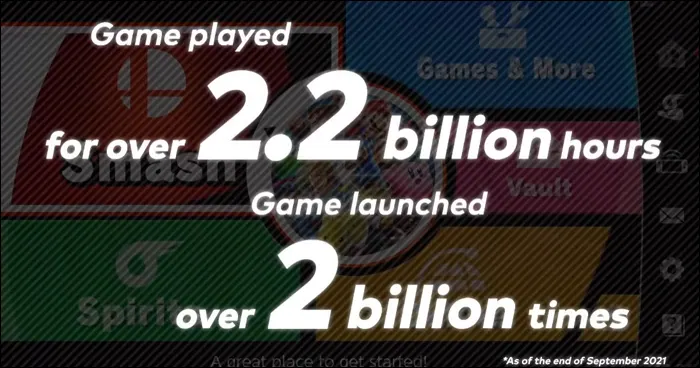 Game played
Games & More
for over 2.2 billion hours
Smash
Vault
Game launched
Spirits
over 2 billion times
A great place to get started!
*As of the end of September 2021